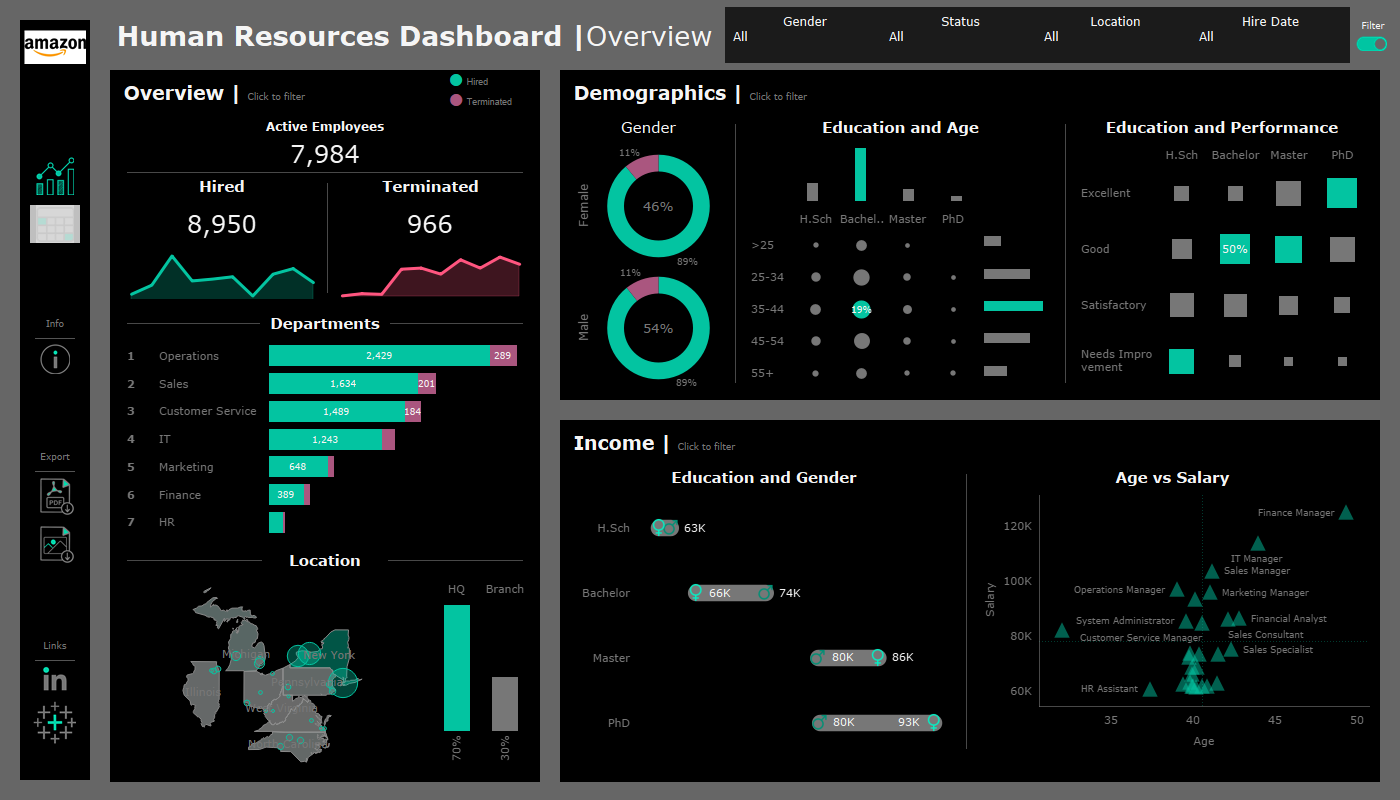 amazon
Human Resources Dashboard |Overview
Gender Status Location Hire Date
All All All All
Filter
Info
Export
PDF
Links
in
Overview | Click to filter
Hired
Terminated
Active Employees
7,984
Hired Terminated
8,950 966
Departments
1 Operations 2,429 289
2 Sales 1,634 201
3 Customer Service 1,489 184
4 IT 1,243
5 Marketing 648
6 Finance 389
7 HR
Location
HQ Branch
Michigan
New York
Illinois
Pennsylvania
West Virginia
North Carolina
70% 30%
Demographics | Click to filter
Gender
Female
11%
46%
89%
Male
11%
54%
89%
Education and Age
H.Sch Bachel.. Master PhD
>25
25-34
35-44 19%
45-54
55+
Education and Performance
H.Sch Bachelor Master PhD
Excellent
Good 50%
Satisfactory
Needs Impro
vement
Income | Click to filter
Education and Gender
H.Sch 63K
Bachelor 66K 74K
Master 80K 86K
PhD 80K 93K
Age vs Salary
Salary
120K
100K
80K
60K
Finance Manager
IT Manager
Sales Manager
Operations Manager
Marketing Manager
System Administrator
Financial Analyst
Sales Consultant
Customer Service Manager
Sales Specialist
HR Assistant
35 40 45 50
Age